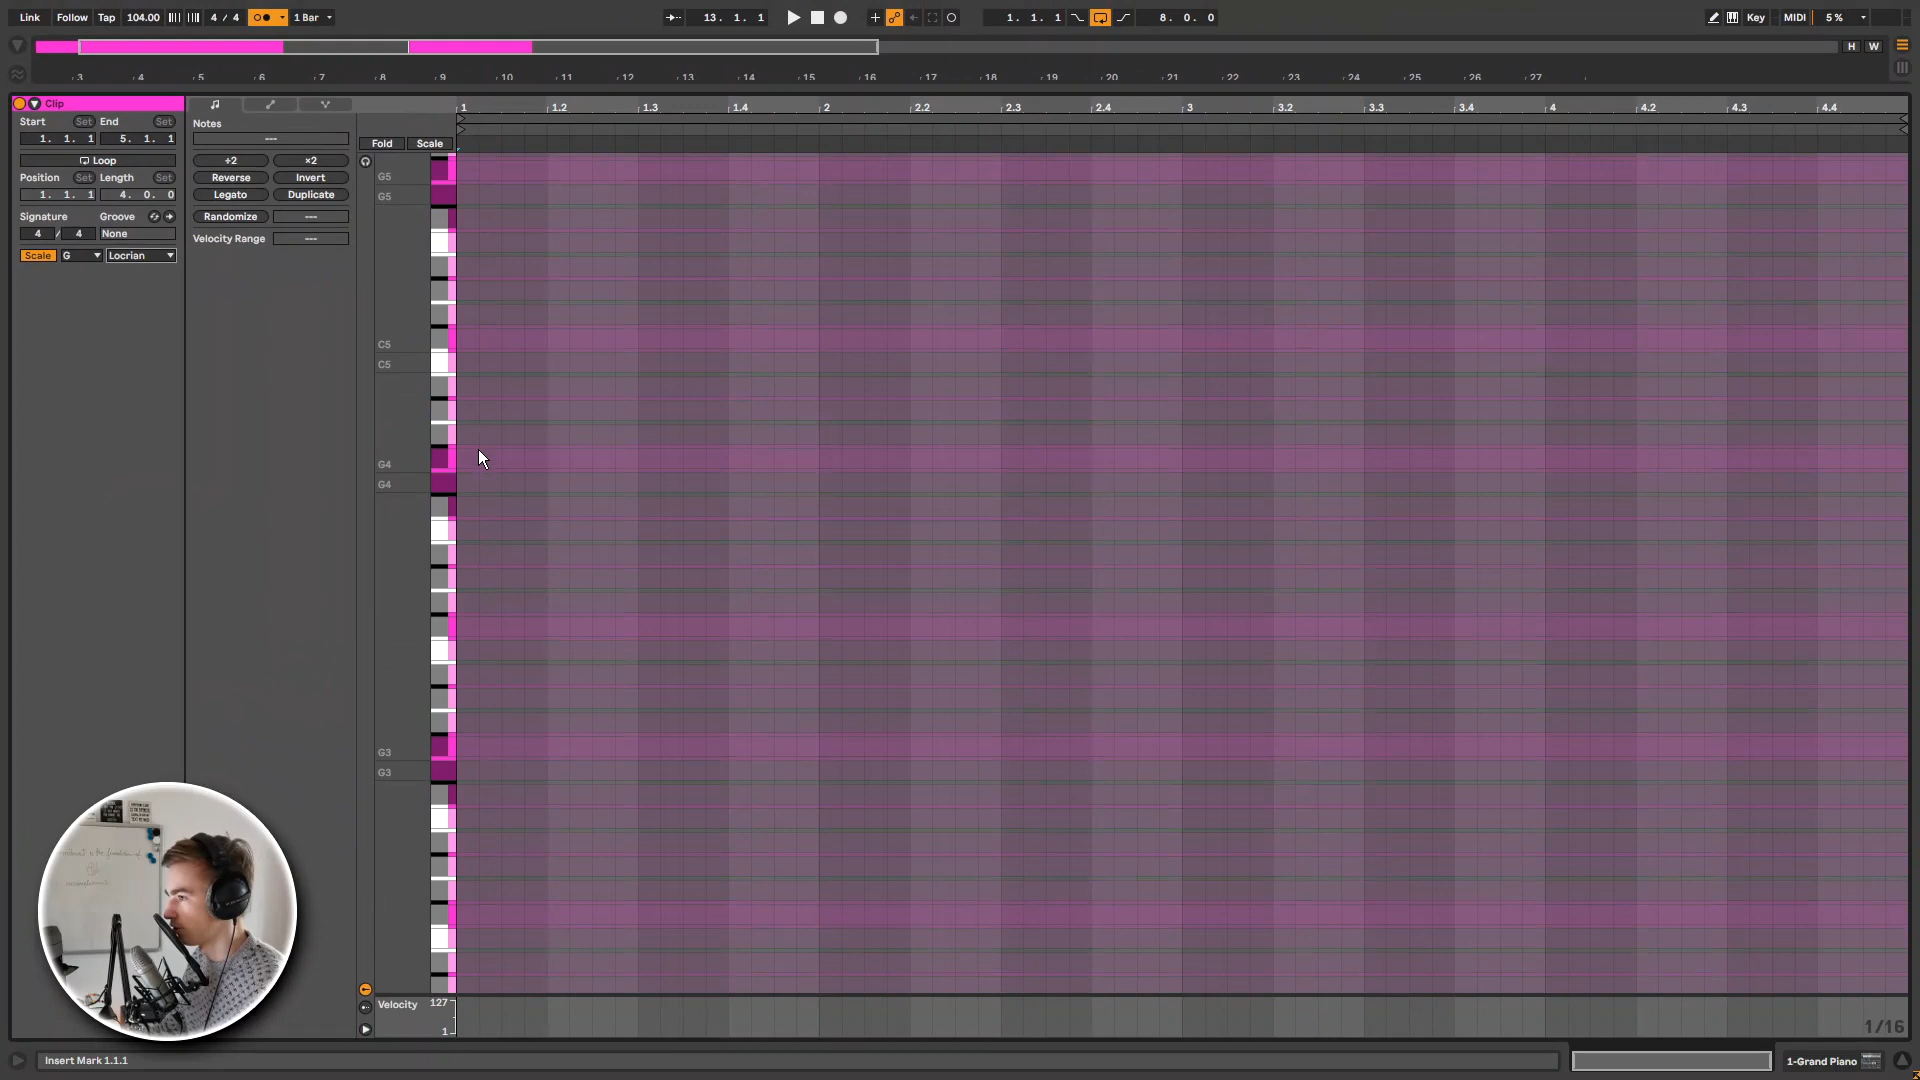 Link Follow Tap 104.00 4 / 4 1 Bar 13. 1. 1 1. 1. 1 8. 0. 0 Key MIDI 5 %
H W
3 4 5 6 7 8 9 10 11 12 13 14 15 16 17 18 19 20 21 22 23 24 25 26 27
Clip
1 1.2 1.3 1.4 2 2.2 2.3 2.4 3 3.2 3.3 3.4 4 4.2 4.3 4.4
Start Set End Set
1. 1. 1 5. 1. 1
Notes
---
Fold Scale
Loop
÷2 ×2
Position Set Length Set
Reverse Invert
1. 1. 1 4. 0. 0
Legato Duplicate
Signature Groove
Randomize ---
4 / 4 None
Velocity Range ---
Scale G Locrian
G5
G5
C5
C5
G4
G4
G3
G3
Velocity 127
1
1/16
Insert Mark 1.1.1
1-Grand Piano